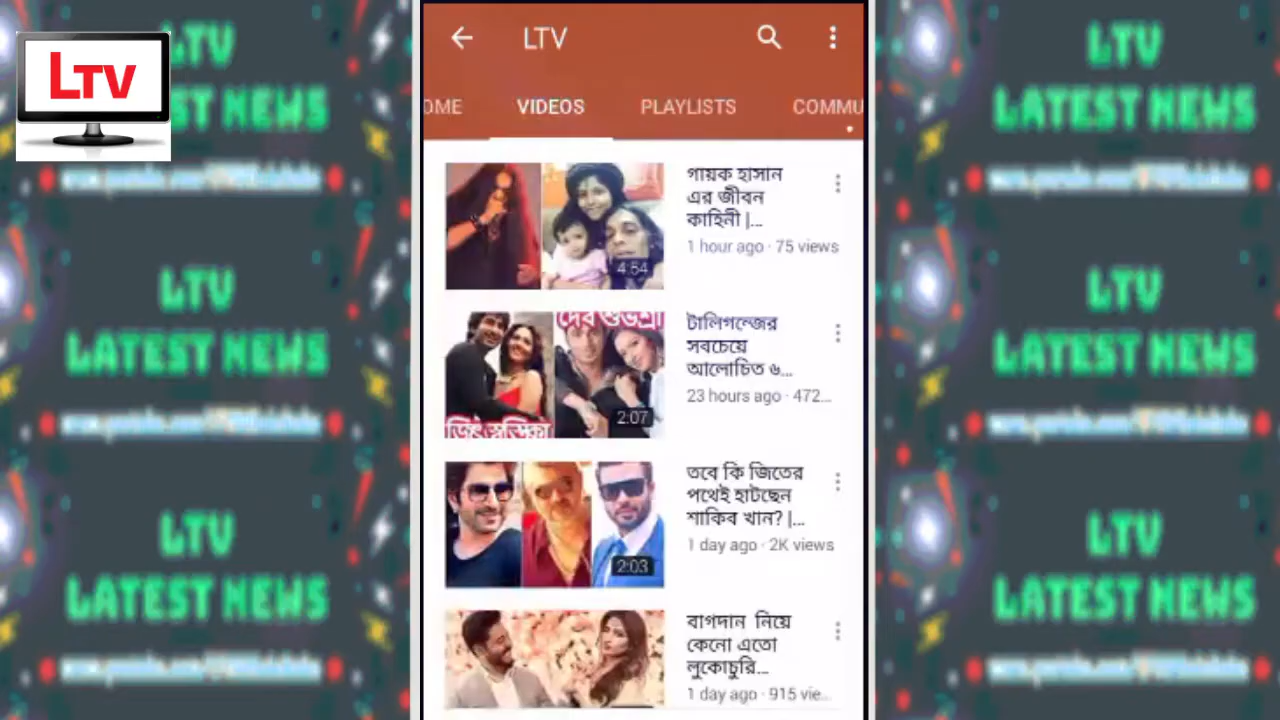 LTV
LTV
LATEST NEWS
LTV
LATEST NEWS
LTV
LATEST NEWS
LTV
OME VIDEOS PLAYLISTS COMMU
4:54
গায়ক হাসান
এর জীবন
কাহিনী |...
1 hour ago · 75 views
দেব শুভশ্রী
2:07
টালিগন্জের
সবচেয়ে
আলোচিত ৬...
23 hours ago · 472...
2:03
তবে কি জিতের
পথেই হাটছেন
শাকিব খান? |...
1 day ago · 2K views
বাগদান নিয়ে
কেনো এতো
লুকোচুরি...
1 day ago · 915 vie...
LTV
LATEST NEWS
LTV
LATEST NEWS
LTV
LATEST NEWS